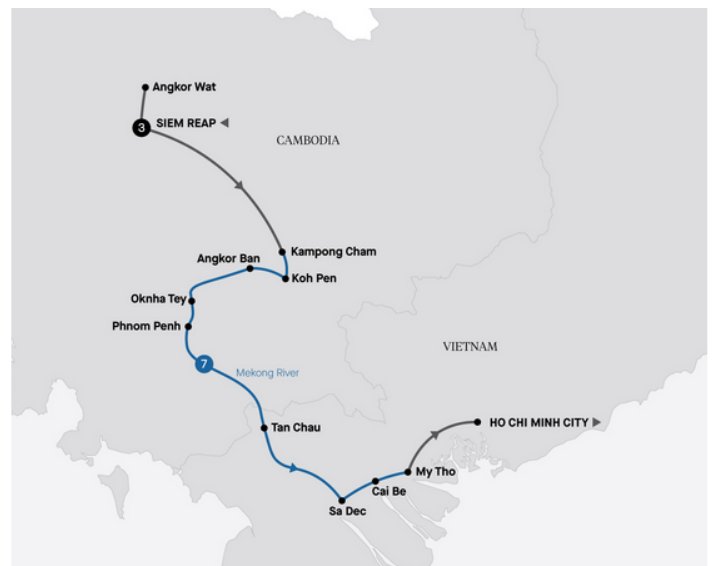 Angkor Wat
3
SIEM REAP
CAMBODIA
Kampong Cham
Angkor Ban
Koh Pen
Oknha Tey
Phnom Penh
VIETNAM
7
Mekong River
HO CHI MINH CITY
Tan Chau
My Tho
Cai Be
Sa Dec